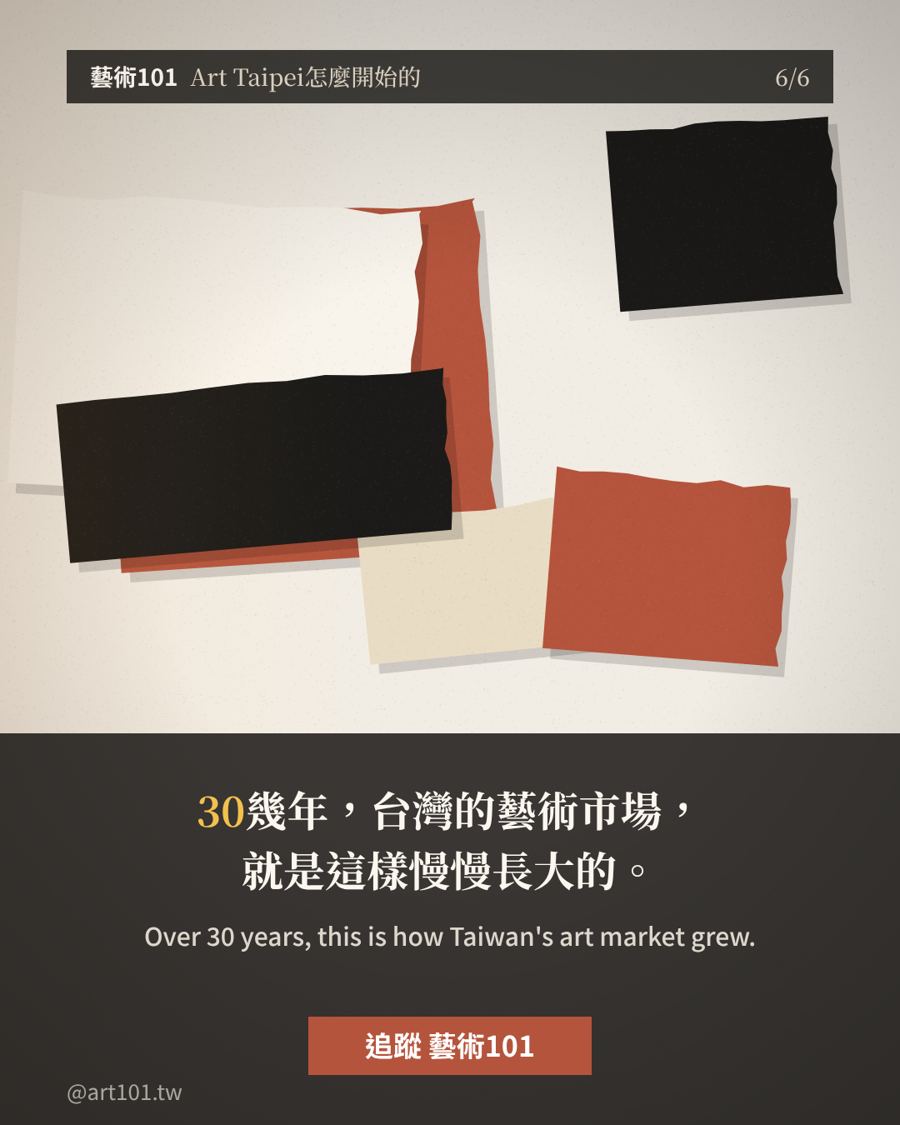 藝術101 Art Taipei怎麼開始的 6/6
30幾年，台灣的藝術市場，
就是這樣慢慢長大的。
Over 30 years, this is how Taiwan's art market grew.
追蹤 藝術101
@art101.tw